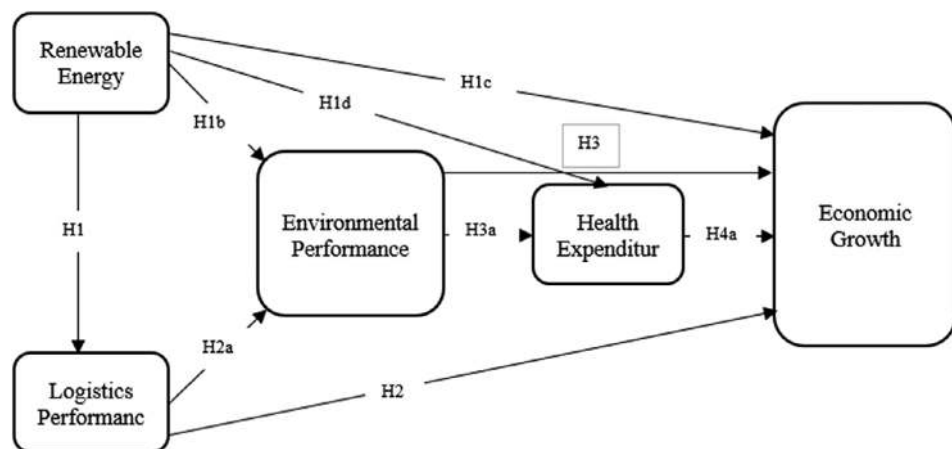 Renewable
Energy
H1c
H1d
H1b
H3
Environmental
Performance
H3a
Health
Expenditur
H4a
Economic
Growth
H1
H2a
H2
Logistics
Performanc